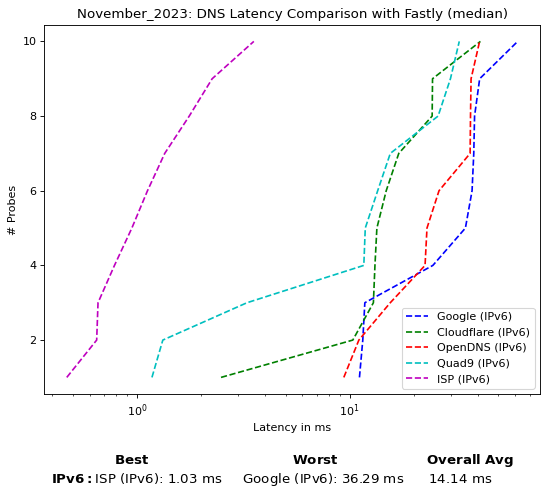 November_2023: DNS Latency Comparison with Fastly (median)
10
8
6
4
2
# Probes
Google (IPv6)
Cloudflare (IPv6)
OpenDNS (IPv6)
Quad9 (IPv6)
ISP (IPv6)
10⁰ 10¹
Latency in ms
Best Worst Overall Avg
IPv6: ISP (IPv6): 1.03 ms Google (IPv6): 36.29 ms 14.14 ms